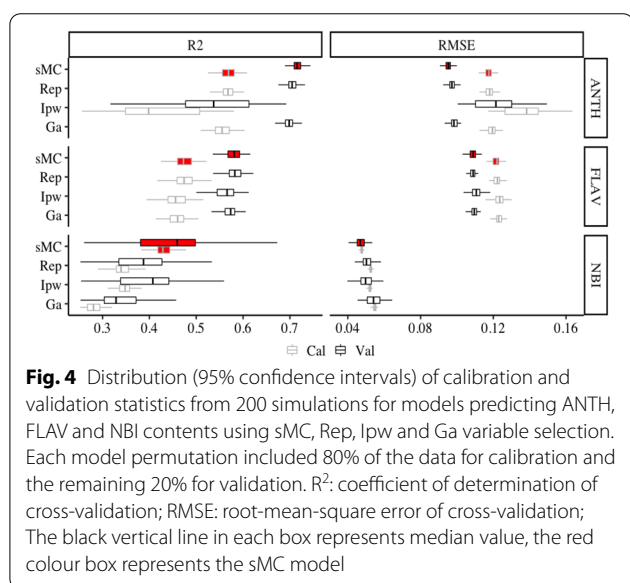 R2
RMSE
sMC
Rep
Ipw
Ga
ANTH
sMC
Rep
Ipw
Ga
FLAV
sMC
Rep
Ipw
Ga
NBI
0.3 0.4 0.5 0.6 0.7 0.04 0.08 0.12 0.16
Cal Val
Fig. 4 Distribution (95% confidence intervals) of calibration and
validation statistics from 200 simulations for models predicting ANTH,
FLAV and NBI contents using sMC, Rep, Ipw and Ga variable selection.
Each model permutation included 80% of the data for calibration and
the remaining 20% for validation. R²: coefficient of determination of
cross-validation; RMSE: root-mean-square error of cross-validation;
The black vertical line in each box represents median value, the red
colour box represents the sMC model